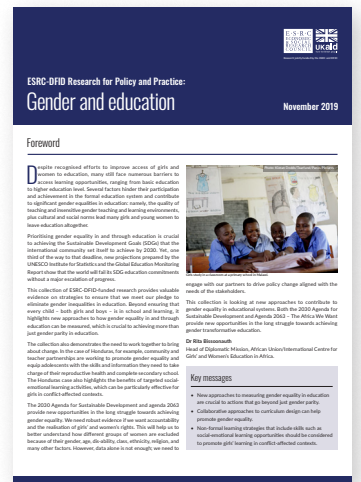 E·S·R·C
ECONOMIC
& SOCIAL
RESEARCH
COUNCIL
UKaid
ESRC-DFID Research for Policy and Practice:
Gender and education
November 2019
Foreword
Despite recognised efforts to improve access of girls and
women to education, many still face numerous barriers to
access learning opportunities, ranging from basic education
to higher education level. Several factors hinder their participation
and achievement in the formal education system and contribute
to significant gender equalities in education: namely, the quality of
teaching and insensitive gender teaching and learning environments,
plus cultural and social norms lead many girls and young women to
leave education altogether.
Prioritising gender equality in and through education is crucial
to achieving the Sustainable Development Goals (SDGs) that the
international community set itself to achieve by 2030. Yet, one
third of the way to that deadline, new projections prepared by the
UNESCO Institute for Statistics and the Global Education Monitoring
Report show that the world will fail its SDG education commitments
without a major escalation of progress.
This collection of ESRC-DFID-funded research provides valuable
evidence on strategies to ensure that we meet our pledge to
eliminate gender inequalities in education. Beyond ensuring that
every child – both girls and boys – is in school and learning, it
highlights new approaches to how gender equality in and through
education can be measured, which is crucial to achieving more than
just gender parity in education.
The collection also demonstrates the need to work together to bring
about change. In the case of Honduras, for example, community and
teacher partnerships are working to promote gender equality and
equip adolescents with the skills and information they need to take
charge of their reproductive health and complete secondary school.
The Honduras case also highlights the benefits of targeted social-
emotional learning activities, which can be particularly effective for
girls in conflict-affected contexts.
The 2030 Agenda for Sustainable Development and agenda 2063
provide new opportunities in the long struggle towards achieving
gender equality. We need robust evidence if we want accountability
and the realisation of girls' and women's rights. This will help us to
better understand how different groups of women are excluded
because of their gender, age, dis-ability, class, ethnicity, religion, and
many other factors. However, data alone is not enough; we need to
engage with our partners to drive policy change aligned with the
needs of the stakeholders.
This collection is looking at new approaches to contribute to
gender equality in educational systems. Both the 2030 Agenda for
Sustainable Development and Agenda 2063 – The Africa We Want
provide new opportunities in the long struggle towards achieving
gender transformative education.
Dr Rita Bissoonauth
Head of Diplomatic Mission, African Union/International Centre for
Girls' and Women's Education in Africa.
Key messages
• New approaches to measuring gender equality in education
are crucial to actions that go beyond just gender parity.
• Collaborative approaches to curriculum design can help
promote gender equality.
• Non-formal learning strategies that include skills such as
social-emotional learning opportunities should be considered
to promote girls' learning in conflict-affected contexts.